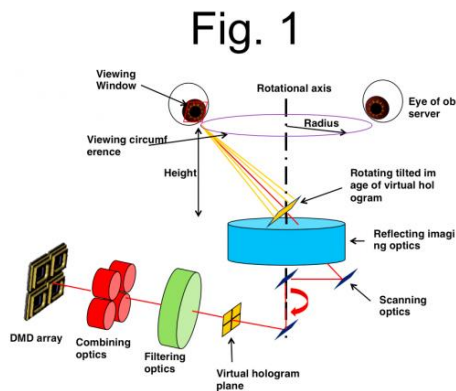 Fig. 1
Viewing
Window
Rotational axis
Eye of ob
server
Radius
Viewing circumf
erence
Height
Rotating tilted im
age of virtual hol
ogram
Reflecting imagi
ng optics
Scanning
optics
DMD array
Combining
optics
Filtering optics
Virtual hologram
plane